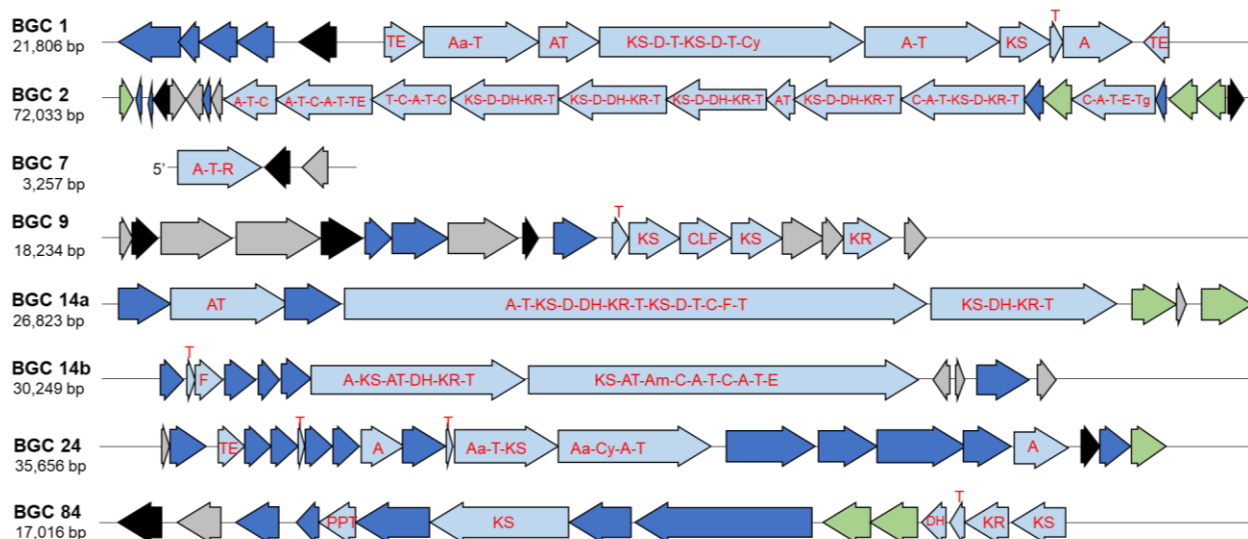 T
BGC 1 TE Aa-T AT KS-D-T-KS-D-T-Cy A-T KS A TE
21,806 bp
BGC 2 A-T-C A-T-C-A-T-TE T-C-A-T-C KS-D-DH-KR-T KS-D-DH-KR-T KS-D-DH-KR-T AT KS-D-DH-KR-T C-A-T-KS-D-KR-T C-A-T-E-Tg
72,033 bp
BGC 7 5' A-T-R
3,257 bp
T
BGC 9 KS CLF KS KR
18,234 bp
BGC 14a AT A-T-KS-D-DH-KR-T-KS-D-T-C-F-T KS-DH-KR-T
26,823 bp
T
BGC 14b F A-KS-AT-DH-KR-T KS-AT-Am-C-A-T-C-A-T-E
30,249 bp
T T
BGC 24 TE A Aa-T-KS Aa-Cy-A-T A
35,656 bp
T
BGC 84 PPT KS DH KR KS
17,016 bp